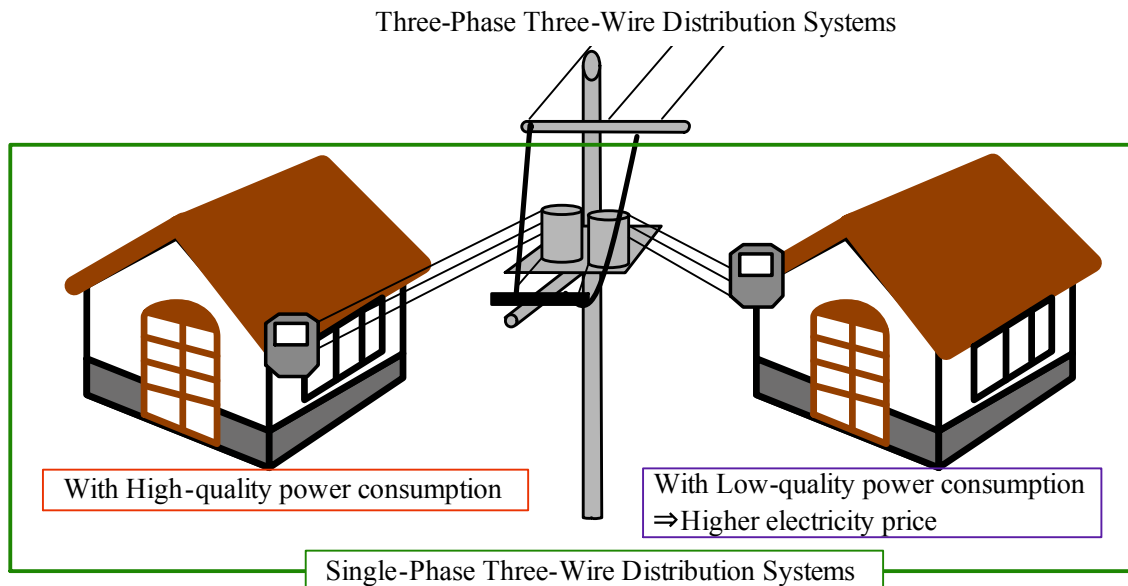 Three-Phase Three-Wire Distribution Systems
With High-quality power consumption
With Low-quality power consumption
⇒Higher electricity price
Single-Phase Three-Wire Distribution Systems